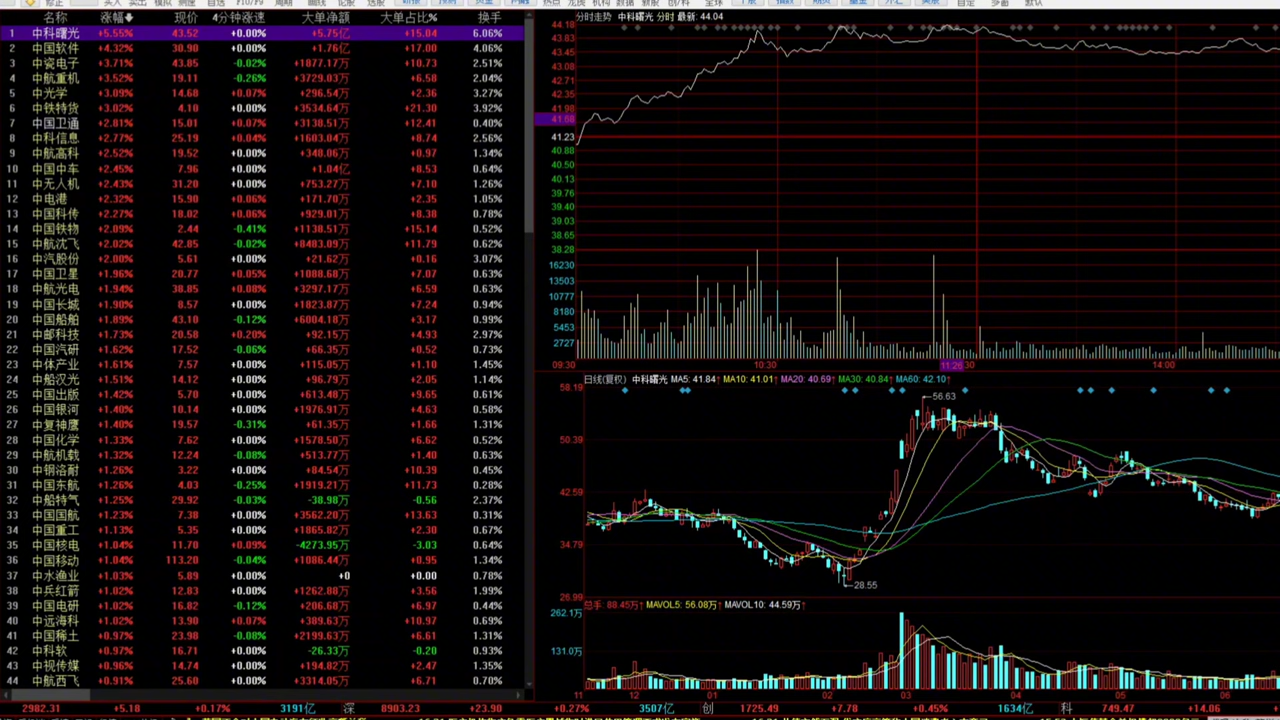 名称 涨幅 现价 4分钟涨速 大单净额 大单占比% 换手
1 中科曙光 +5.55% 43.52 +0.00% +5.75亿 +15.04 6.06%
2 中国软件 +4.32% 30.90 +0.00% +1.76亿 +17.00 4.06%
3 中瓷电子 +3.71% 43.85 -0.02% +1877.17万 +10.73 2.51%
4 中航重机 +3.52% 19.11 -0.26% +3729.03万 +6.58 2.04%
5 中光学 +3.09% 14.68 +0.07% +296.54万 +2.36 3.27%
6 中铁特货 +3.02% 4.10 +0.00% +3534.64万 +21.30 3.92%
7 中国卫通 +2.81% 15.01 +0.07% +3138.51万 +12.41 0.40%
8 中科信息 +2.77% 25.19 +0.04% +1603.04万 +8.74 2.56%
9 中航高科 +2.52% 19.52 +0.00% +340.06万 +0.97 1.34%
10 中国中车 +2.45% 7.96 +0.00% +1.04亿 +8.53 0.64%
11 中无人机 +2.43% 31.20 +0.00% +753.27万 +7.10 1.26%
12 中电港 +2.32% 15.90 +0.06% +171.70万 +2.35 1.05%
13 中国科传 +2.27% 18.02 +0.06% +929.01万 +8.38 0.78%
14 中国铁物 +2.09% 2.44 -0.41% +1138.51万 +15.14 0.52%
15 中航沈飞 +2.02% 42.85 -0.02% +8483.09万 +11.79 0.62%
16 中汽股份 +2.00% 5.61 +0.00% +21.62万 +0.16 3.07%
17 中国卫星 +1.96% 20.77 +0.05% +1088.68万 +7.07 0.63%
18 中航光电 +1.94% 38.85 +0.08% +3297.17万 +6.59 0.63%
19 中国长城 +1.90% 8.57 +0.00% +1823.87万 +7.24 0.94%
20 中国船舶 +1.89% 43.10 -0.12% +6004.18万 +3.17 0.99%
21 中邮科技 +1.73% 20.58 +0.20% +92.15万 +4.93 2.97%
22 中国汽研 +1.62% 17.52 -0.06% +66.35万 +0.52 0.73%
23 中体产业 +1.61% 7.57 +0.00% +115.05万 +1.10 1.45%
24 中船汉光 +1.51% 14.12 +0.00% +96.79万 +2.05 1.14%
25 中国出版 +1.42% 5.70 +0.00% +613.48万 +9.65 0.61%
26 中国银河 +1.40% 10.14 +0.00% +1976.91万 +4.63 0.58%
27 中复神鹰 +1.40% 19.57 -0.31% +61.35万 +1.66 1.31%
28 中国化学 +1.33% 7.62 +0.00% +1578.50万 +6.62 0.52%
29 中航机载 +1.32% 12.24 -0.08% +513.77万 +1.40 0.63%
30 中钢洛耐 +1.26% 3.22 +0.00% +84.54万 +10.39 0.45%
31 中国东航 +1.26% 4.03 -0.25% +1919.21万 +11.73 0.28%
32 中船特气 +1.25% 29.92 -0.03% -38.98万 -0.56 2.37%
33 中国国航 +1.23% 7.38 +0.00% +3562.20万 +13.63 0.31%
34 中国重工 +1.13% 5.35 +0.00% +1865.82万 +2.30 0.67%
35 中国核电 +1.04% 11.70 +0.09% -4273.95万 -3.03 0.64%
36 中国移动 +1.04% 113.20 -0.04% +1086.44万 +0.95 1.34%
37 中水渔业 +1.03% 5.89 +0.00% +0 +0.00 0.78%
38 中兵红箭 +1.02% 12.83 +0.00% +1262.88万 +3.56 1.99%
39 中国电研 +1.02% 16.82 -0.12% +206.68万 +6.97 0.44%
40 中远海科 +1.02% 13.90 +0.07% +389.63万 +10.97 0.69%
41 中国稀土 +0.97% 23.98 -0.08% +2199.63万 +6.61 1.31%
42 中科软 +0.97% 16.71 +0.00% -26.33万 -0.20 0.93%
43 中视传媒 +0.96% 14.74 +0.00% +194.82万 +2.47 1.35%
44 中航西飞 +0.91% 25.60 +0.00% +3314.05万 +6.71 0.70%
分时走势 中科曙光 分时 最新: 44.04
44.18
43.83
43.45
43.08
42.71
42.35
41.98
41.60
41.23
40.88
40.50
40.13
39.76
39.40
39.03
38.65
38.28
16230
13503
10777
8180
5453
2727
09:30 10:30 11:26 30 14:00
日线(复权) 中科曙光 MA5: 41.84↑ MA10: 41.01↑ MA20: 40.69↑ MA30: 40.84↑ MA60: 42.10↑
58.19
56.63
50.39
42.59
34.79
28.55
26.99
总手: 88.45万↑ MAVOL5: 56.08万↑ MAVOL10: 44.59万↑
262.1万
131.0万
11 12 01 02 03 04 05 06
2982.31 +5.18 +0.17% 3191亿 深 8903.23 +23.90 +0.27% 3507亿 创 1725.49 +7.78 +0.45% 1634亿 科 749.47 +14.06